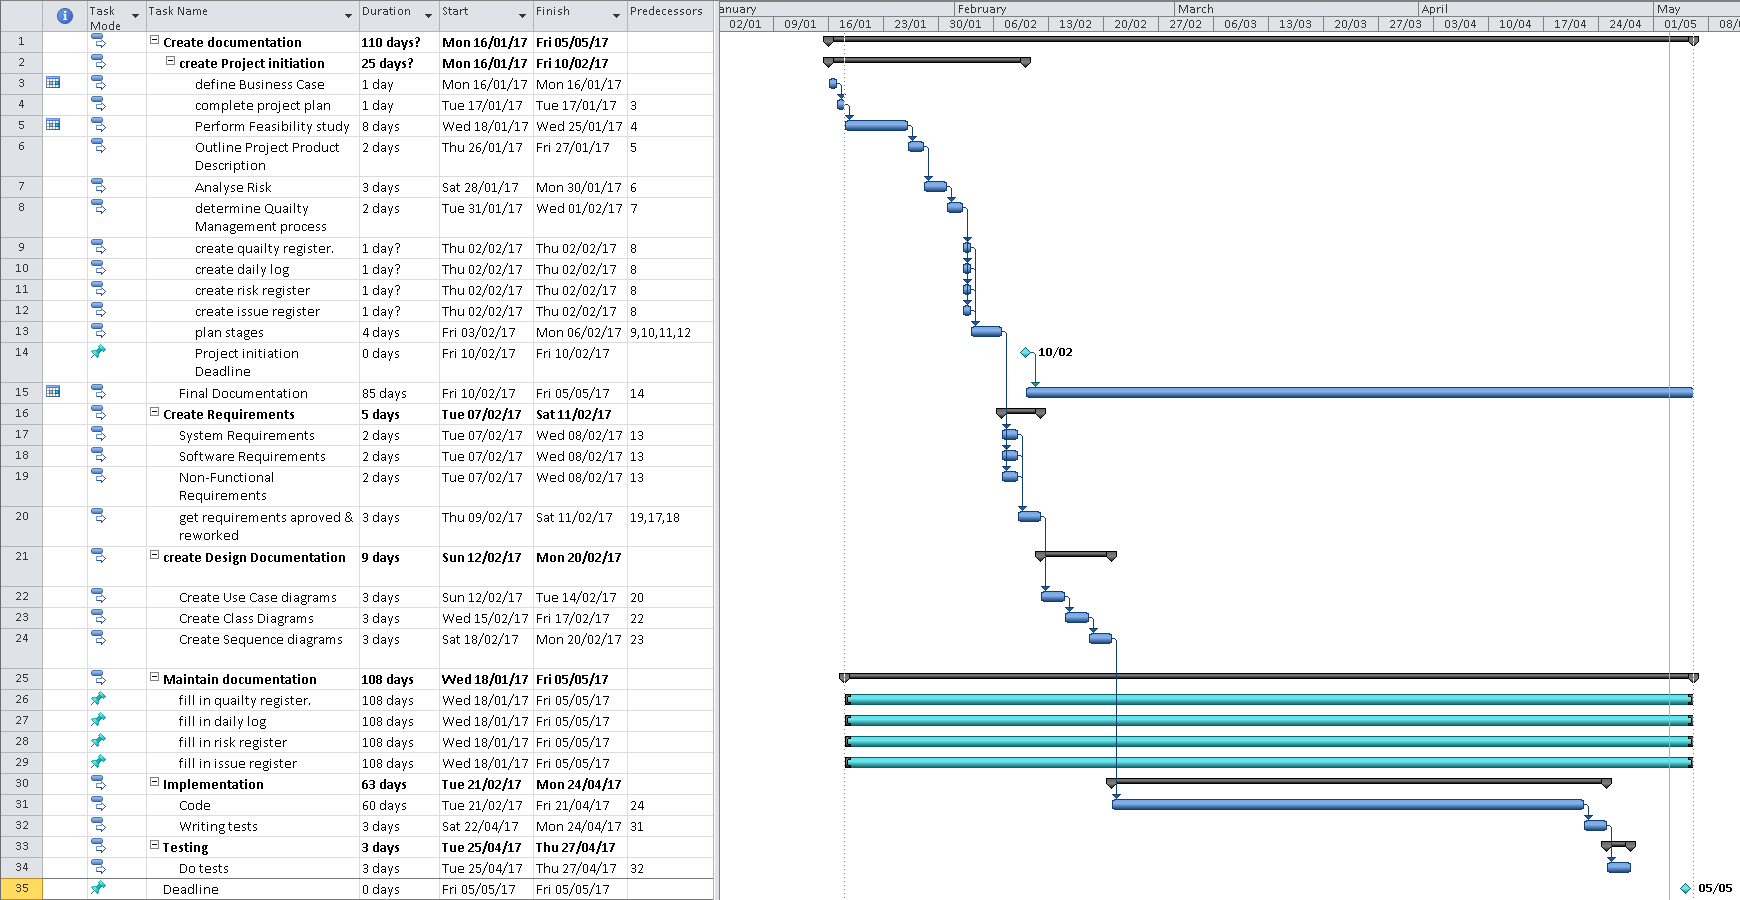 Task Mode Task Name Duration Start Finish Predecessors
anuary February March April May
02/01 09/01 16/01 23/01 30/01 06/02 13/02 20/02 27/02 06/03 13/03 20/03 27/03 03/04 10/04 17/04 24/04 01/05 08/
1 Create documentation 110 days? Mon 16/01/17 Fri 05/05/17
2 create Project initiation 25 days? Mon 16/01/17 Fri 10/02/17
3 define Business Case 1 day Mon 16/01/17 Mon 16/01/17
4 complete project plan 1 day Tue 17/01/17 Tue 17/01/17 3
5 Perform Feasibility study 8 days Wed 18/01/17 Wed 25/01/17 4
6 Outline Project Product 2 days Thu 26/01/17 Fri 27/01/17 5
Description
7 Analyse Risk 3 days Sat 28/01/17 Mon 30/01/17 6
8 determine Quailty 2 days Tue 31/01/17 Wed 01/02/17 7
Management process
9 create quailty register. 1 day? Thu 02/02/17 Thu 02/02/17 8
10 create daily log 1 day? Thu 02/02/17 Thu 02/02/17 8
11 create risk register 1 day? Thu 02/02/17 Thu 02/02/17 8
12 create issue register 1 day? Thu 02/02/17 Thu 02/02/17 8
13 plan stages 4 days Fri 03/02/17 Mon 06/02/17 9,10,11,12
14 Project initiation 0 days Fri 10/02/17 Fri 10/02/17 10/02
Deadline
15 Final Documentation 85 days Fri 10/02/17 Fri 05/05/17 14
16 Create Requirements 5 days Tue 07/02/17 Sat 11/02/17
17 System Requirements 2 days Tue 07/02/17 Wed 08/02/17 13
18 Software Requirements 2 days Tue 07/02/17 Wed 08/02/17 13
19 Non-Functional 2 days Tue 07/02/17 Wed 08/02/17 13
Requirements
20 get requirements aproved & 3 days Thu 09/02/17 Sat 11/02/17 19,17,18
reworked
21 create Design Documentation 9 days Sun 12/02/17 Mon 20/02/17
22 Create Use Case diagrams 3 days Sun 12/02/17 Tue 14/02/17 20
23 Create Class Diagrams 3 days Wed 15/02/17 Fri 17/02/17 22
24 Create Sequence diagrams 3 days Sat 18/02/17 Mon 20/02/17 23
25 Maintain documentation 108 days Wed 18/01/17 Fri 05/05/17
26 fill in quailty register. 108 days Wed 18/01/17 Fri 05/05/17
27 fill in daily log 108 days Wed 18/01/17 Fri 05/05/17
28 fill in risk register 108 days Wed 18/01/17 Fri 05/05/17
29 fill in issue register 108 days Wed 18/01/17 Fri 05/05/17
30 Implementation 63 days Tue 21/02/17 Mon 24/04/17
31 Code 60 days Tue 21/02/17 Fri 21/04/17 24
32 Writing tests 3 days Sat 22/04/17 Mon 24/04/17 31
33 Testing 3 days Tue 25/04/17 Thu 27/04/17
34 Do tests 3 days Tue 25/04/17 Thu 27/04/17 32
35 Deadline 0 days Fri 05/05/17 Fri 05/05/17 05/05